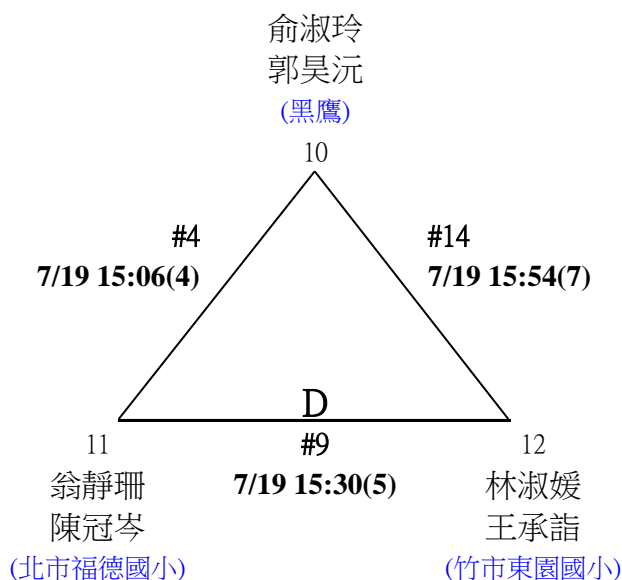 俞淑玲
郭昊沅
(黑鷹)
10
#4
7/19 15:06(4)
#14
7/19 15:54(7)
D
11
#9
12
翁靜珊
7/19 15:30(5)
林淑媛
陳冠岑
王承詣
(北市福德國小)
(竹市東園國小)